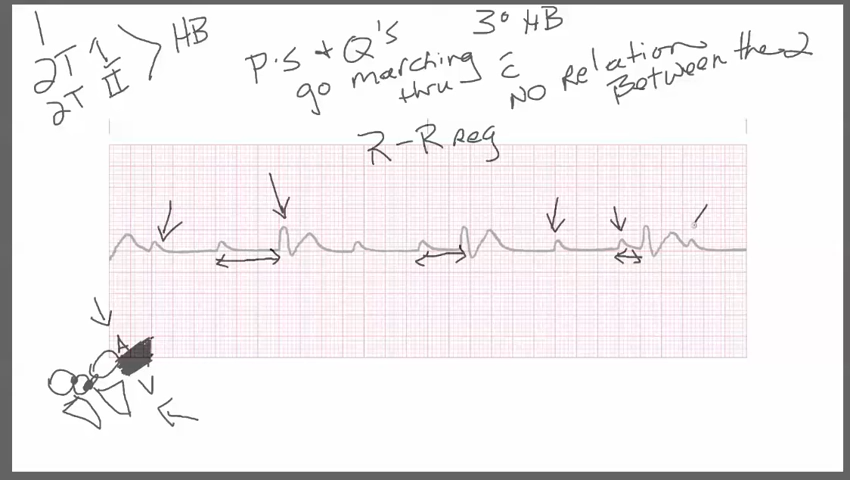 1
2T I
2T II
HB
P's + Q's
go marching
thru c̄
NO Relation
Between the 2
3° HB
R-R reg
A
V